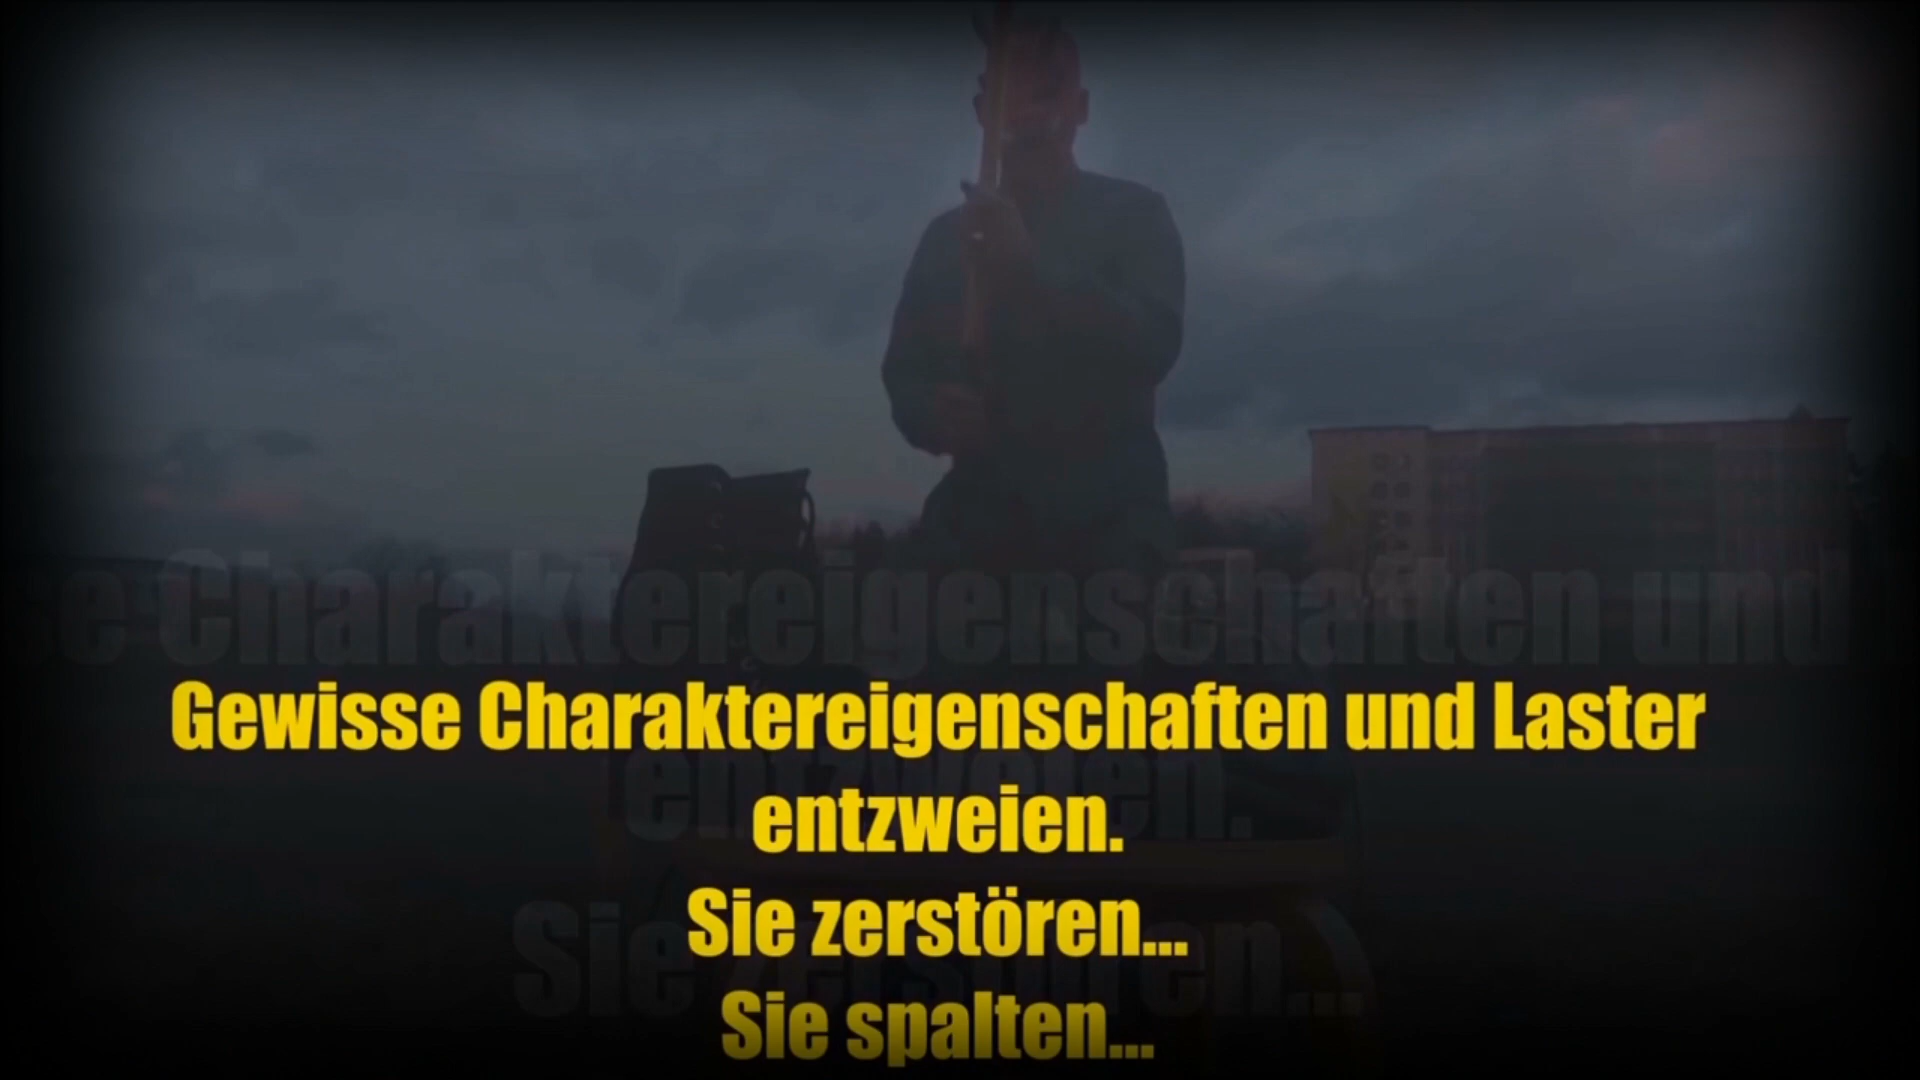 Gewisse Charaktereigenschaften und Laster
entzweien.
Sie zerstören...
Sie spalten...